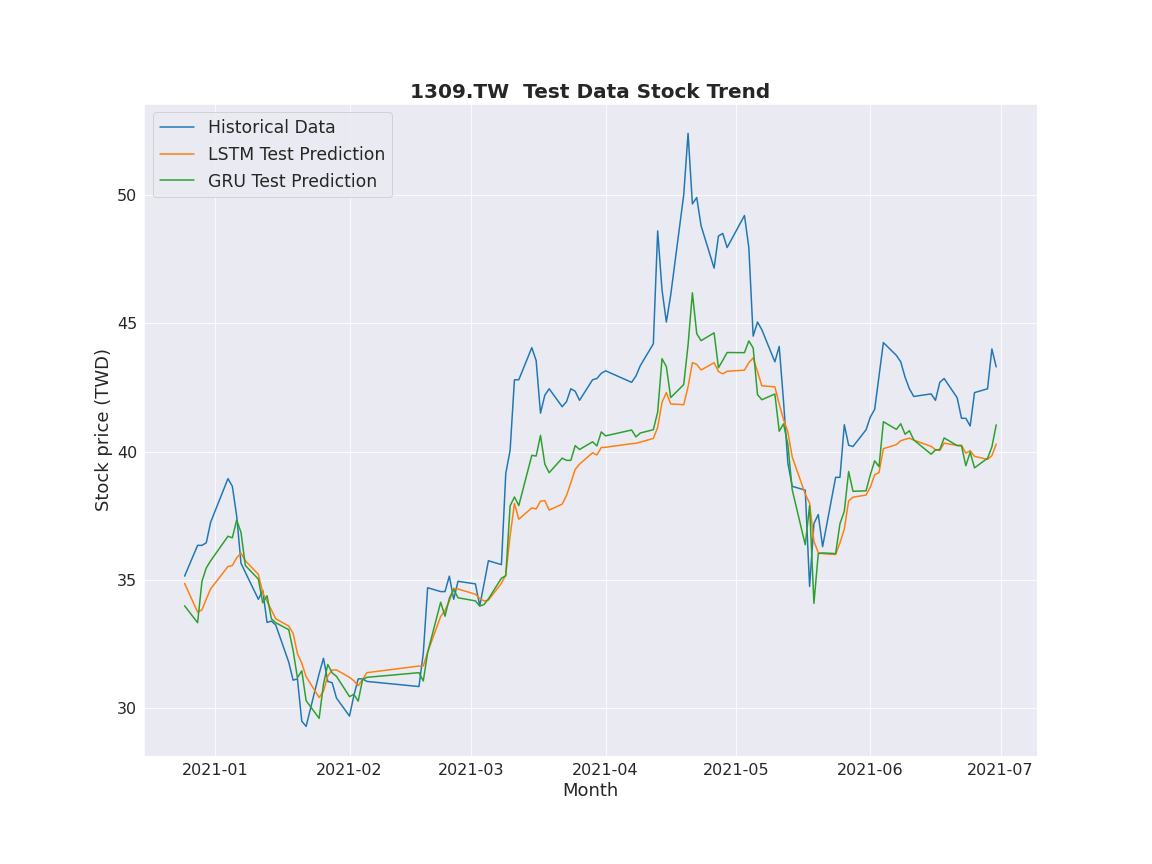 1309.TW  Test Data Stock Trend
Historical Data
LSTM Test Prediction
GRU Test Prediction
Stock price (TWD)
50
45
40
35
30
2021-01 2021-02 2021-03 2021-04 2021-05 2021-06 2021-07
Month